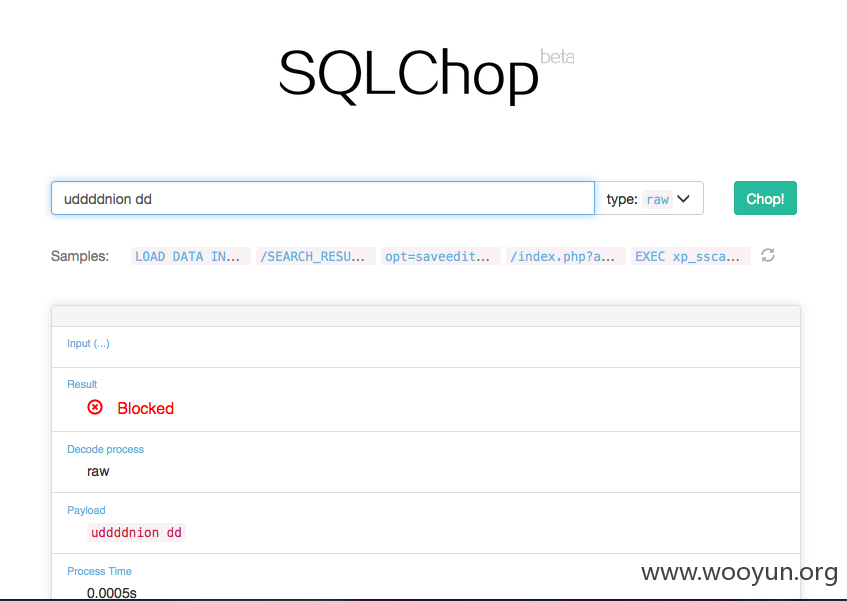 SQLChop beta
uddddnion dd type: raw Chop!
Samples: LOAD DATA IN... /SEARCH_RESU... opt=saveedit... /index.php?a... EXEC xp_ssca...
Input (...)
Result
Blocked
Decode process
raw
Payload
uddddnion dd
Process Time
0.0005s
www.wooyun.org